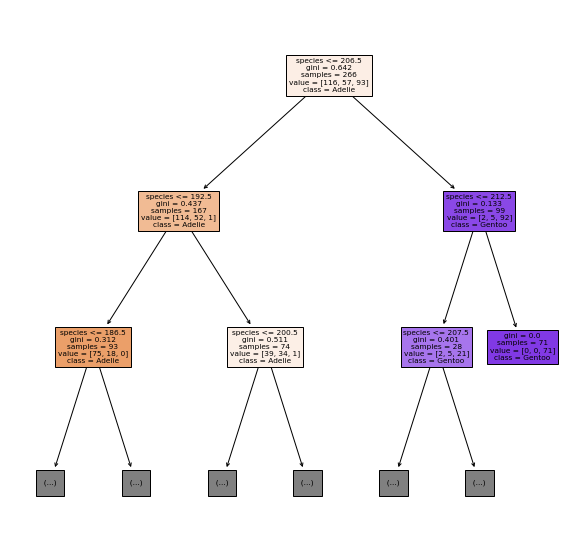 species <= 206.5
gini = 0.642
samples = 266
value = [116, 57, 93]
class = Adelie
species <= 192.5
gini = 0.437
samples = 167
value = [114, 52, 1]
class = Adelie
species <= 212.5
gini = 0.133
samples = 99
value = [2, 5, 92]
class = Gentoo
species <= 186.5
gini = 0.312
samples = 93
value = [75, 18, 0]
class = Adelie
species <= 200.5
gini = 0.511
samples = 74
value = [39, 34, 1]
class = Adelie
species <= 207.5
gini = 0.401
samples = 28
value = [2, 5, 21]
class = Gentoo
gini = 0.0
samples = 71
value = [0, 0, 71]
class = Gentoo
(...)
(...)
(...)
(...)
(...)
(...)